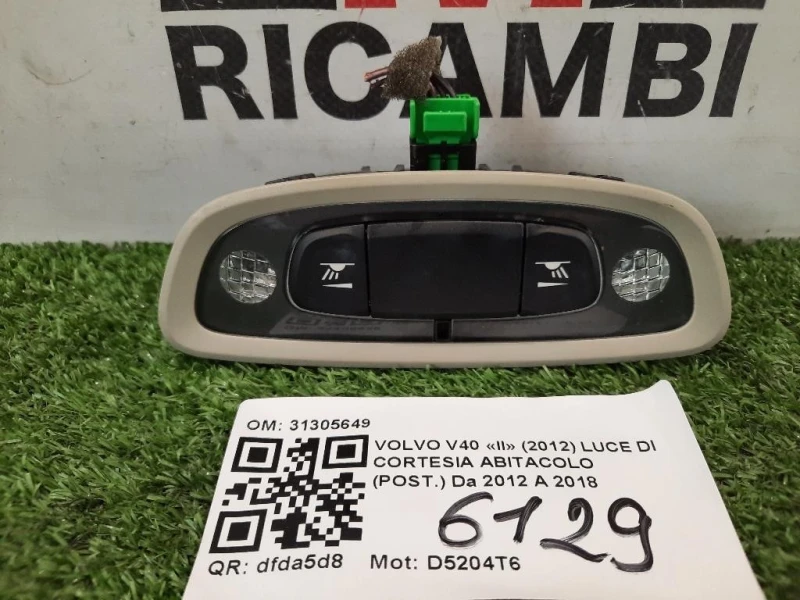 RICAMBI
OM: 31305649
VOLVO V40 «II» (2012) LUCE DI
CORTESIA ABITACOLO
(POST.) Da 2012 A 2018
6129
QR: dfda5d8 Mot: D5204T6